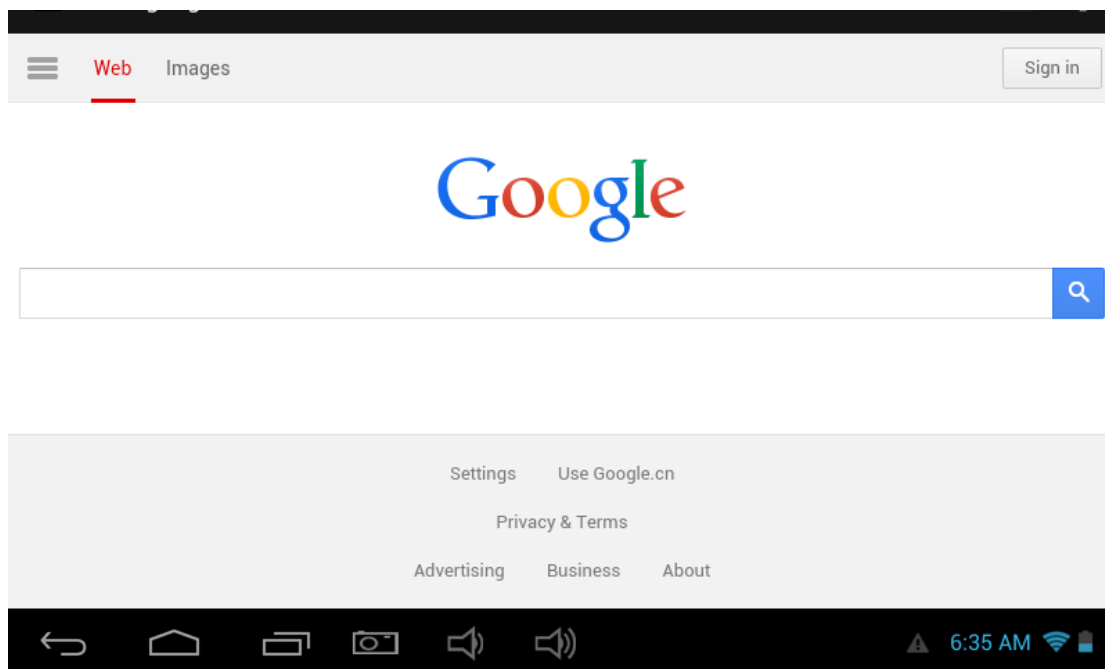 Web Images Sign in
Google
Settings Use Google.cn
Privacy & Terms
Advertising Business About
6:35 AM